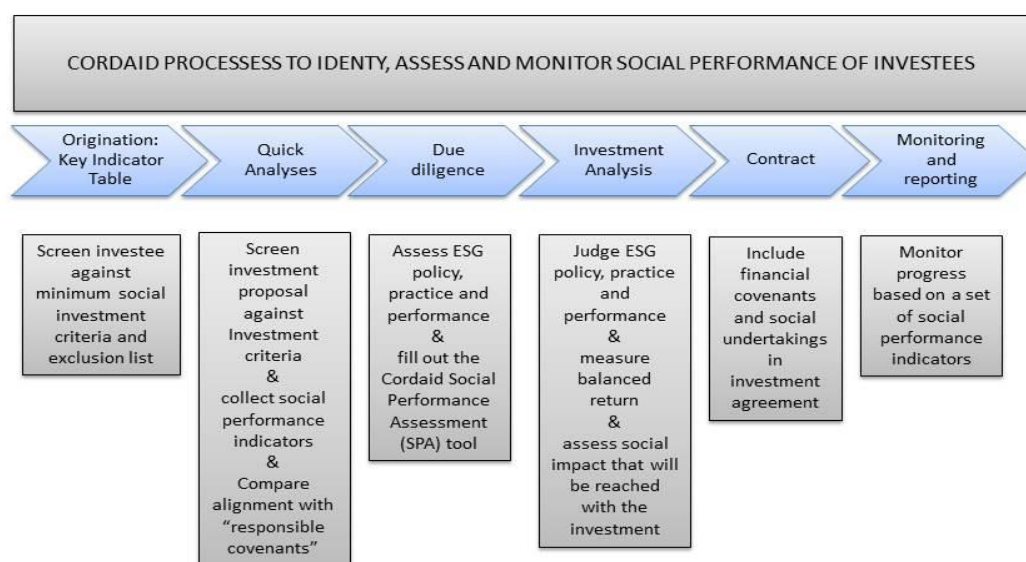 CORDAID PROCESSESS TO IDENTY, ASSESS AND MONITOR SOCIAL PERFORMANCE OF INVESTEES
Origination:
Key Indicator
Table
Quick
Analyses
Due
diligence
Investment
Analysis
Contract
Monitoring
and
reporting
Screen investee
against
minimum social
investment
criteria and
exclusion list
Screen
investment
proposal
against
Investment
criteria
&
collect social
performance
indicators
&
Compare
alignment with
“responsible
covenants”
Assess ESG
policy,
practice and
performance
&
fill out the
Cordaid Social
Performance
Assessment
(SPA) tool
Judge ESG
policy, practice
and
performance
&
measure
balanced
return
&
assess social
impact that will
be reached
with the
investment
Include
financial
covenants
and social
undertakings
in
investment
agreement
Monitor
progress
based on a set
of social
performance
indicators